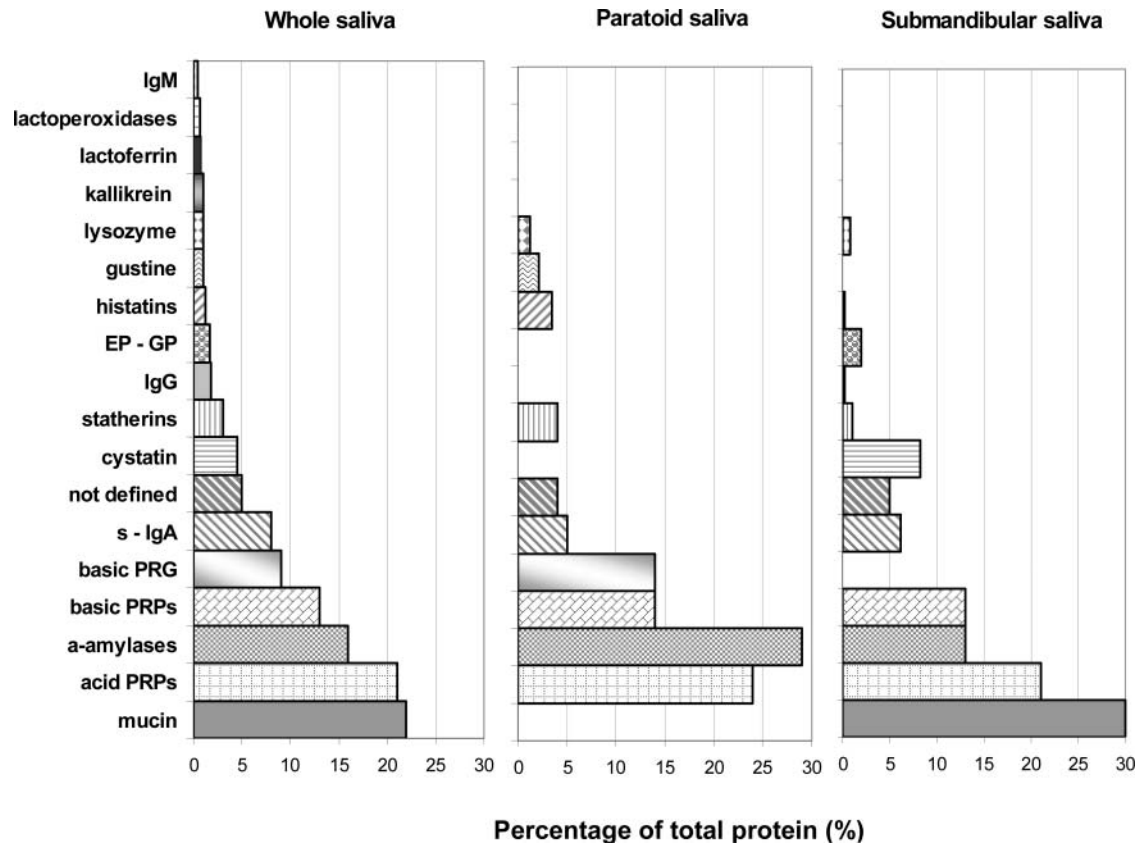 Whole saliva
Paratoid saliva
Submandibular saliva
IgM
lactoperoxidases
lactoferrin
kallikrein
lysozyme
gustine
histatins
EP - GP
IgG
statherins
cystatin
not defined
s - IgA
basic PRG
basic PRPs
a-amylases
acid PRPs
mucin
0 5 10 15 20 25 30
0 5 10 15 20 25 30
0 5 10 15 20 25 30
Percentage of total protein (%)